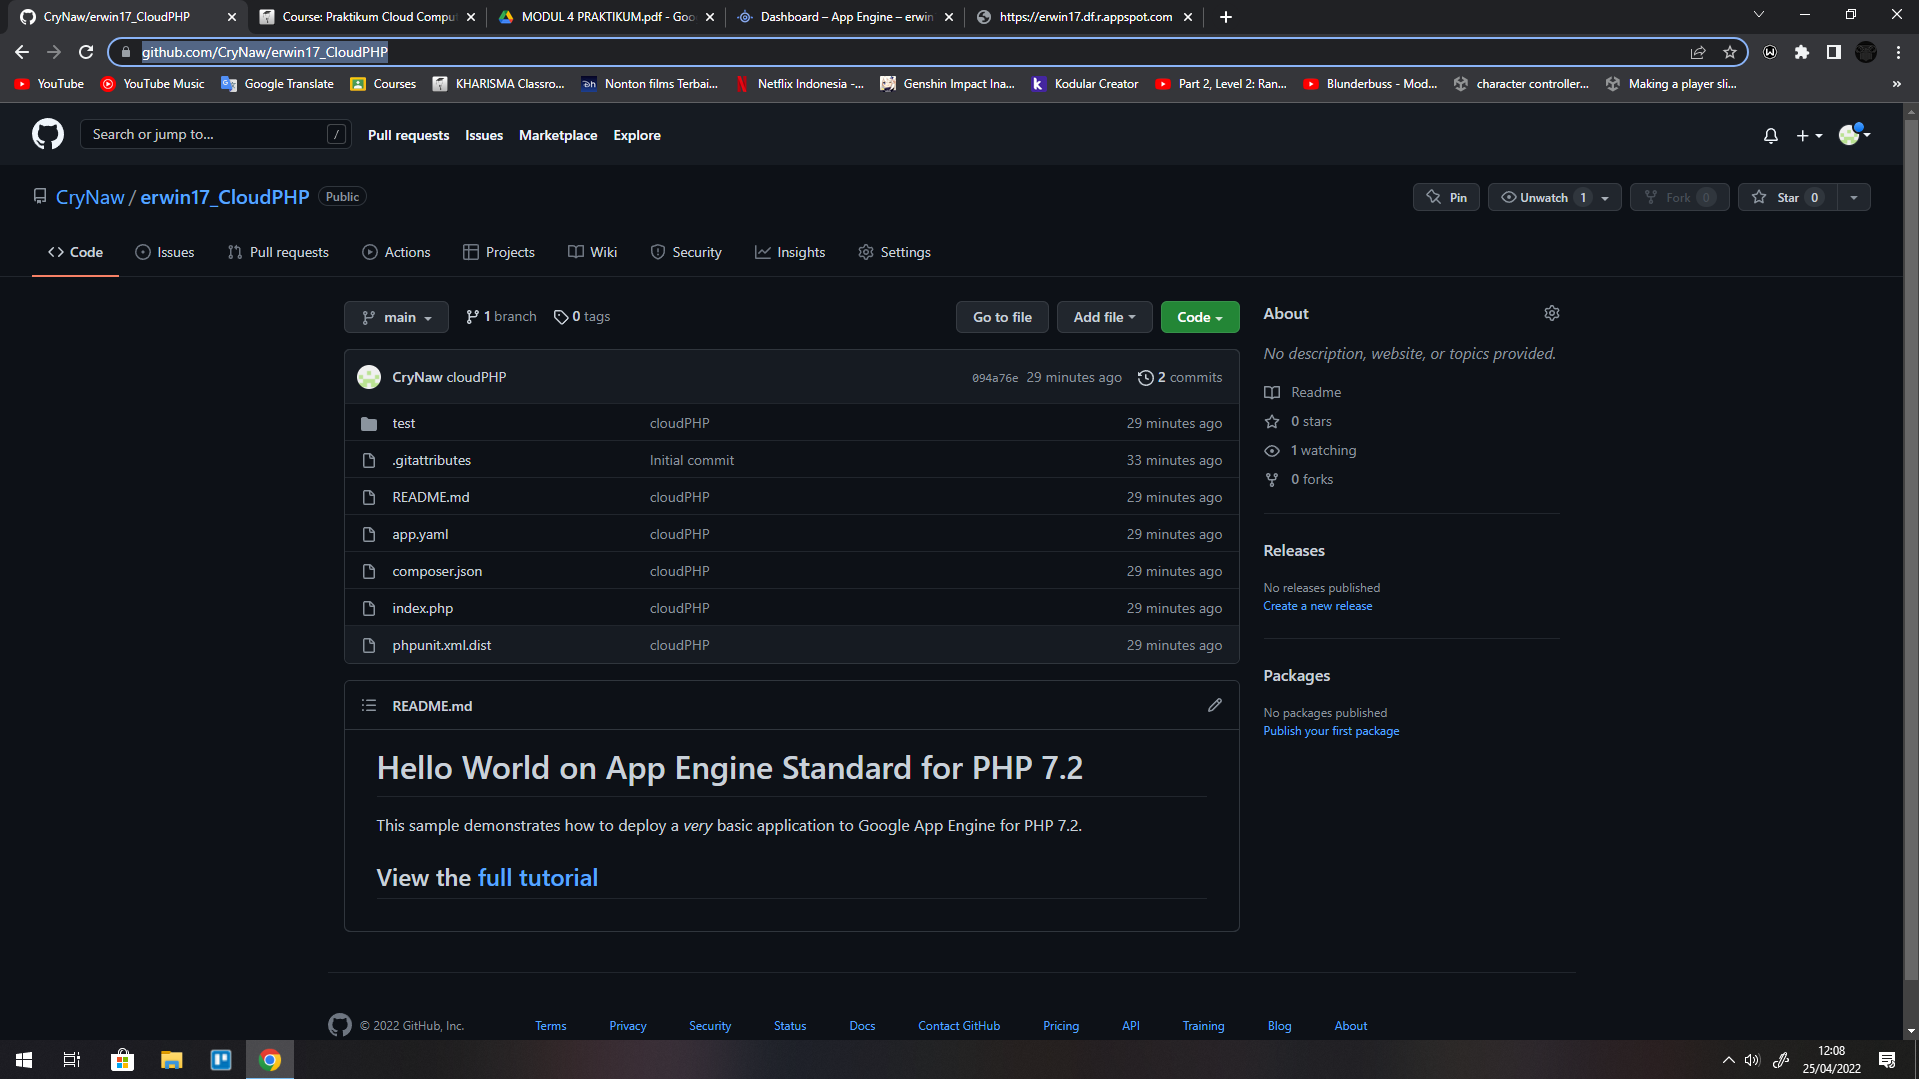 CryNaw/erwin17_CloudPHP
Course: Praktikum Cloud Comput
MODUL 4 PRAKTIKUM.pdf - Goo
Dashboard – App Engine – erwin
https://erwin17.df.r.appspot.com
github.com/CryNaw/erwin17_CloudPHP
YouTube
YouTube Music
Google Translate
Courses
KHARISMA Classro...
Nonton films Terbai...
Netflix Indonesia -...
Genshin Impact Ina...
Kodular Creator
Part 2, Level 2: Ran...
Blunderbuss - Mod...
character controller...
Making a player sli...
»
Search or jump to...
/
Pull requests
Issues
Marketplace
Explore
CryNaw / erwin17_CloudPHP
Public
Pin
Unwatch 1
Fork 0
Star 0
Code
Issues
Pull requests
Actions
Projects
Wiki
Security
Insights
Settings
main
1 branch
0 tags
Go to file
Add file
Code
CryNaw cloudPHP
094a76e 29 minutes ago
2 commits
test cloudPHP 29 minutes ago
.gitattributes Initial commit 33 minutes ago
README.md cloudPHP 29 minutes ago
app.yaml cloudPHP 29 minutes ago
composer.json cloudPHP 29 minutes ago
index.php cloudPHP 29 minutes ago
phpunit.xml.dist cloudPHP 29 minutes ago
README.md
Hello World on App Engine Standard for PHP 7.2
This sample demonstrates how to deploy a very basic application to Google App Engine for PHP 7.2.
View the full tutorial
About
No description, website, or topics provided.
Readme
0 stars
1 watching
0 forks
Releases
No releases published
Create a new release
Packages
No packages published
Publish your first package
© 2022 GitHub, Inc.
Terms
Privacy
Security
Status
Docs
Contact GitHub
Pricing
API
Training
Blog
About
12:08
25/04/2022